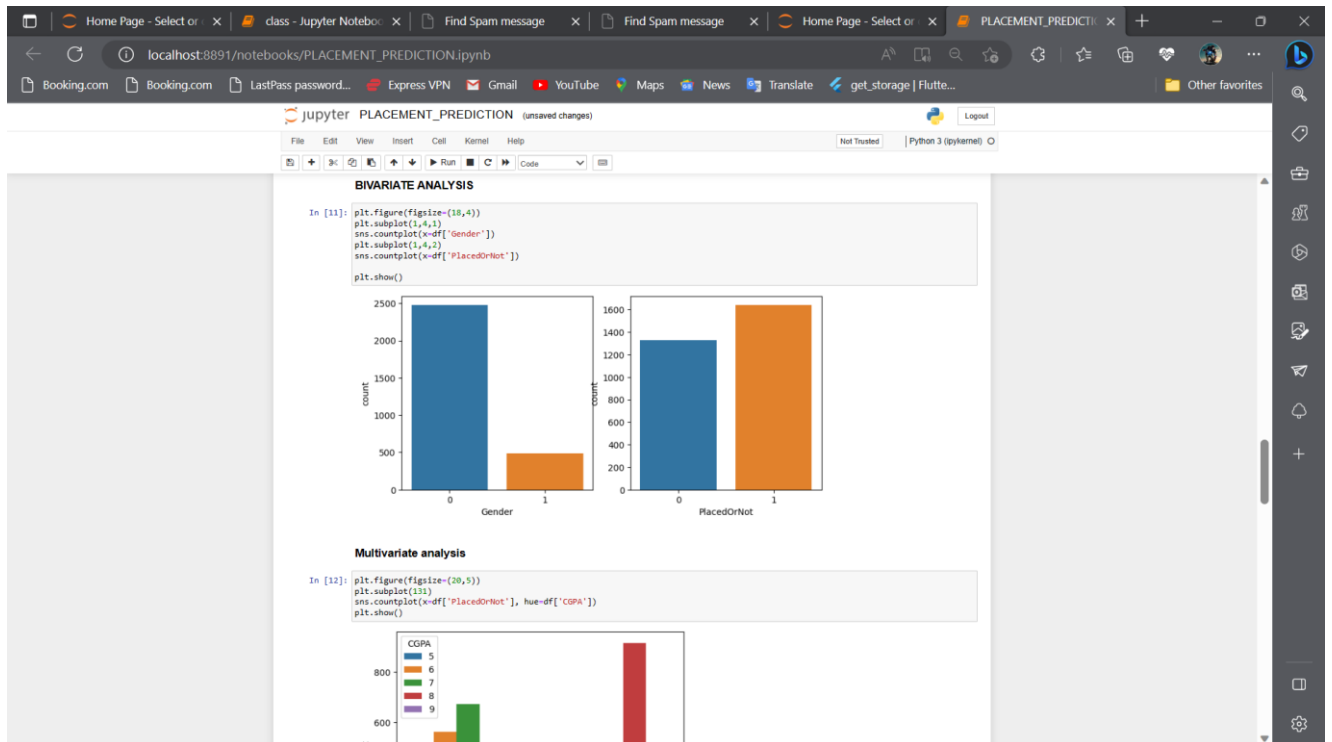 Home Page - Select or c
class - Jupyter Noteboo
Find Spam message
Find Spam message
Home Page - Select or
PLACEMENT_PREDICTIO
localhost:8891/notebooks/PLACEMENT_PREDICTION.ipynb
Booking.com
Booking.com
LastPass password...
Express VPN
Gmail
YouTube
Maps
News
Translate
get_storage | Flutte...
Other favorites
jupyter PLACEMENT_PREDICTION (unsaved changes)
Logout
File Edit View Insert Cell Kernel Help
Not Trusted
Python 3 (ipykernel)
Run
Code
BIVARIATE ANALYSIS
In [11]: plt.figure(figsize=(18,4))
plt.subplot(1,4,1)
sns.countplot(x=df['Gender'])
plt.subplot(1,4,2)
sns.countplot(x=df['PlacedOrNot'])
plt.show()
2500
2000
1500
1000
500
0
count
0 1
Gender
1600
1400
1200
1000
800
600
400
200
0
count
0 1
PlacedOrNot
Multivariate analysis
In [12]: plt.figure(figsize=(20,5))
plt.subplot(131)
sns.countplot(x=df['PlacedOrNot'], hue=df['CGPA'])
plt.show()
CGPA
5
6
7
8
9
800
600